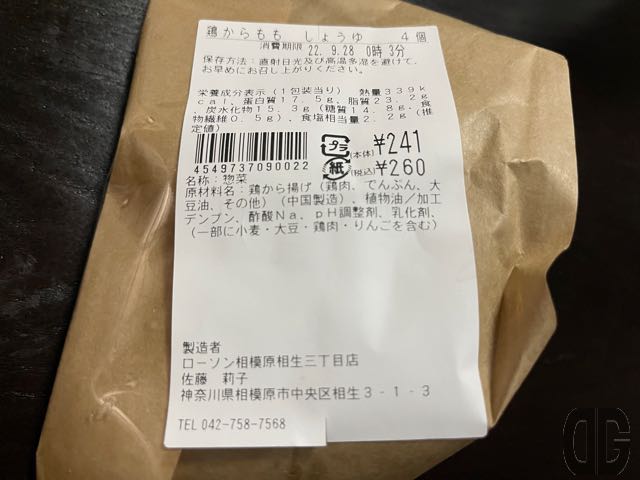 鶏からもも しょうゆ 4個
消費期限 22. 9.28 0時 3分
保存方法：直射日光及び高温多湿を避けて、
お早めにお召し上がりください。
栄養成分表示（1包装当り） 熱量339k
cal、蛋白質17.5g、脂質23.2g
、炭水化物15.3g（糖質14.8g、食
物繊維0.5g）、食塩相当量2.2g（推
定値）
4549737090022
フタ
紙
(本体) ¥241
(税込) ¥260
名称：惣菜
原材料名：鶏から揚げ（鶏肉、でんぷん、大
豆油、その他）（中国製造）、植物油／加工
デンプン、酢酸Na、pH調整剤、乳化剤、
（一部に小麦・大豆・鶏肉・りんごを含む）
製造者
ローソン相模原相生三丁目店
佐藤 莉子
神奈川県相模原市中央区相生3-1-3
TEL 042-758-7568